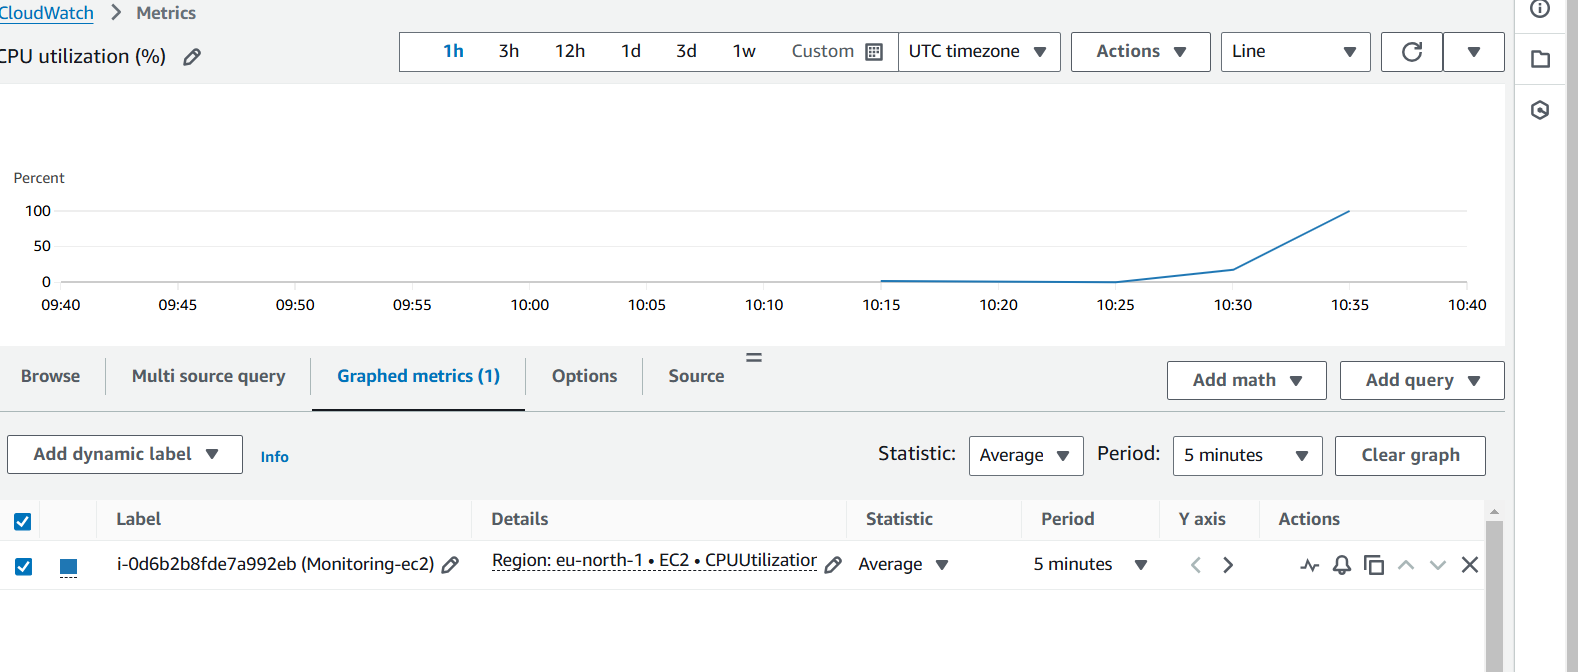 CloudWatch > Metrics
CPU utilization (%)
1h 3h 12h 1d 3d 1w Custom UTC timezone Actions Line
Percent
100
50
0
09:40 09:45 09:50 09:55 10:00 10:05 10:10 10:15 10:20 10:25 10:30 10:35 10:40
Browse Multi source query Graphed metrics (1) Options Source Add math Add query
Add dynamic label Info Statistic: Average Period: 5 minutes Clear graph
Label Details Statistic Period Y axis Actions
i-0d6b2b8fde7a992eb (Monitoring-ec2) Region: eu-north-1 • EC2 • CPUUtilization Average 5 minutes